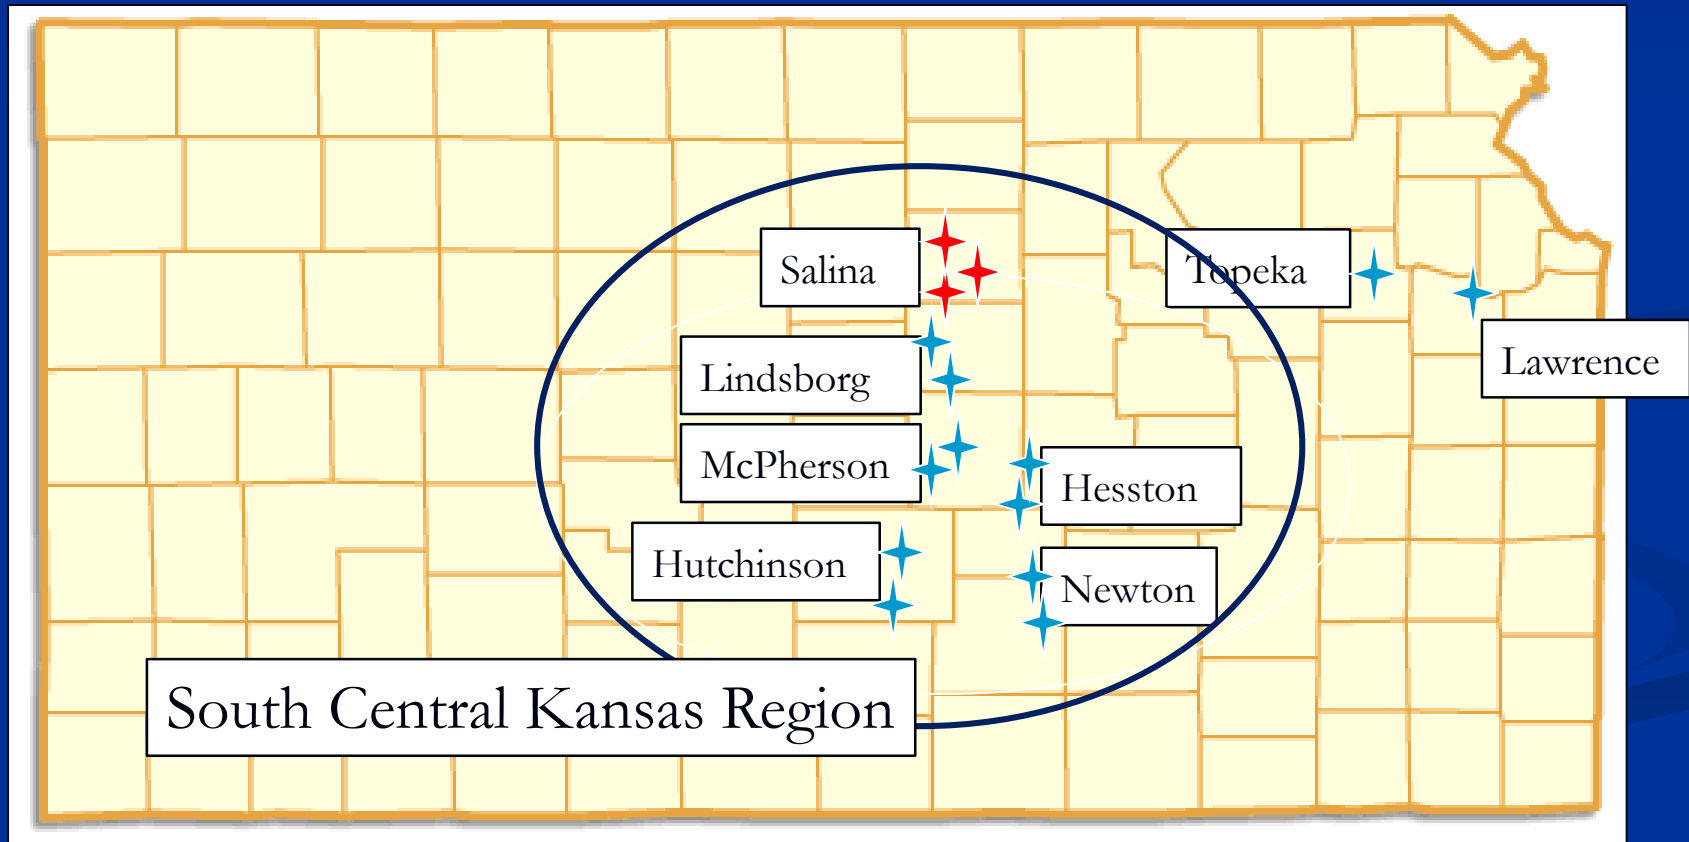 Salina
Topeka
Lindsborg
Lawrence
McPherson
Hesston
Hutchinson
Newton
South Central Kansas Region